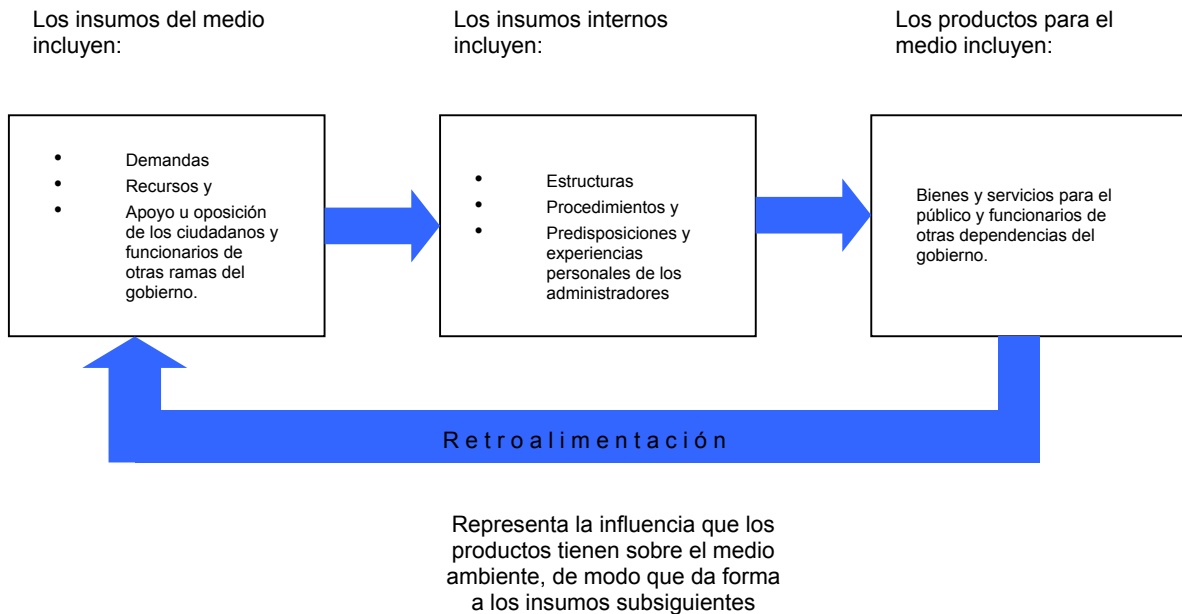 Los insumos del medio
incluyen:
Los insumos internos
incluyen:
Los productos para el
medio incluyen:
• Demandas
• Recursos y
• Apoyo u oposición
de los ciudadanos y
funcionarios de
otras ramas del
gobierno.
• Estructuras
• Procedimientos y
• Predisposiciones y
experiencias
personales de los
administradores
Bienes y servicios para el
público y funcionarios de
otras dependencias del
gobierno.
Retroalimentación
Representa la influencia que los
productos tienen sobre el medio
ambiente, de modo que da forma
a los insumos subsiguientes